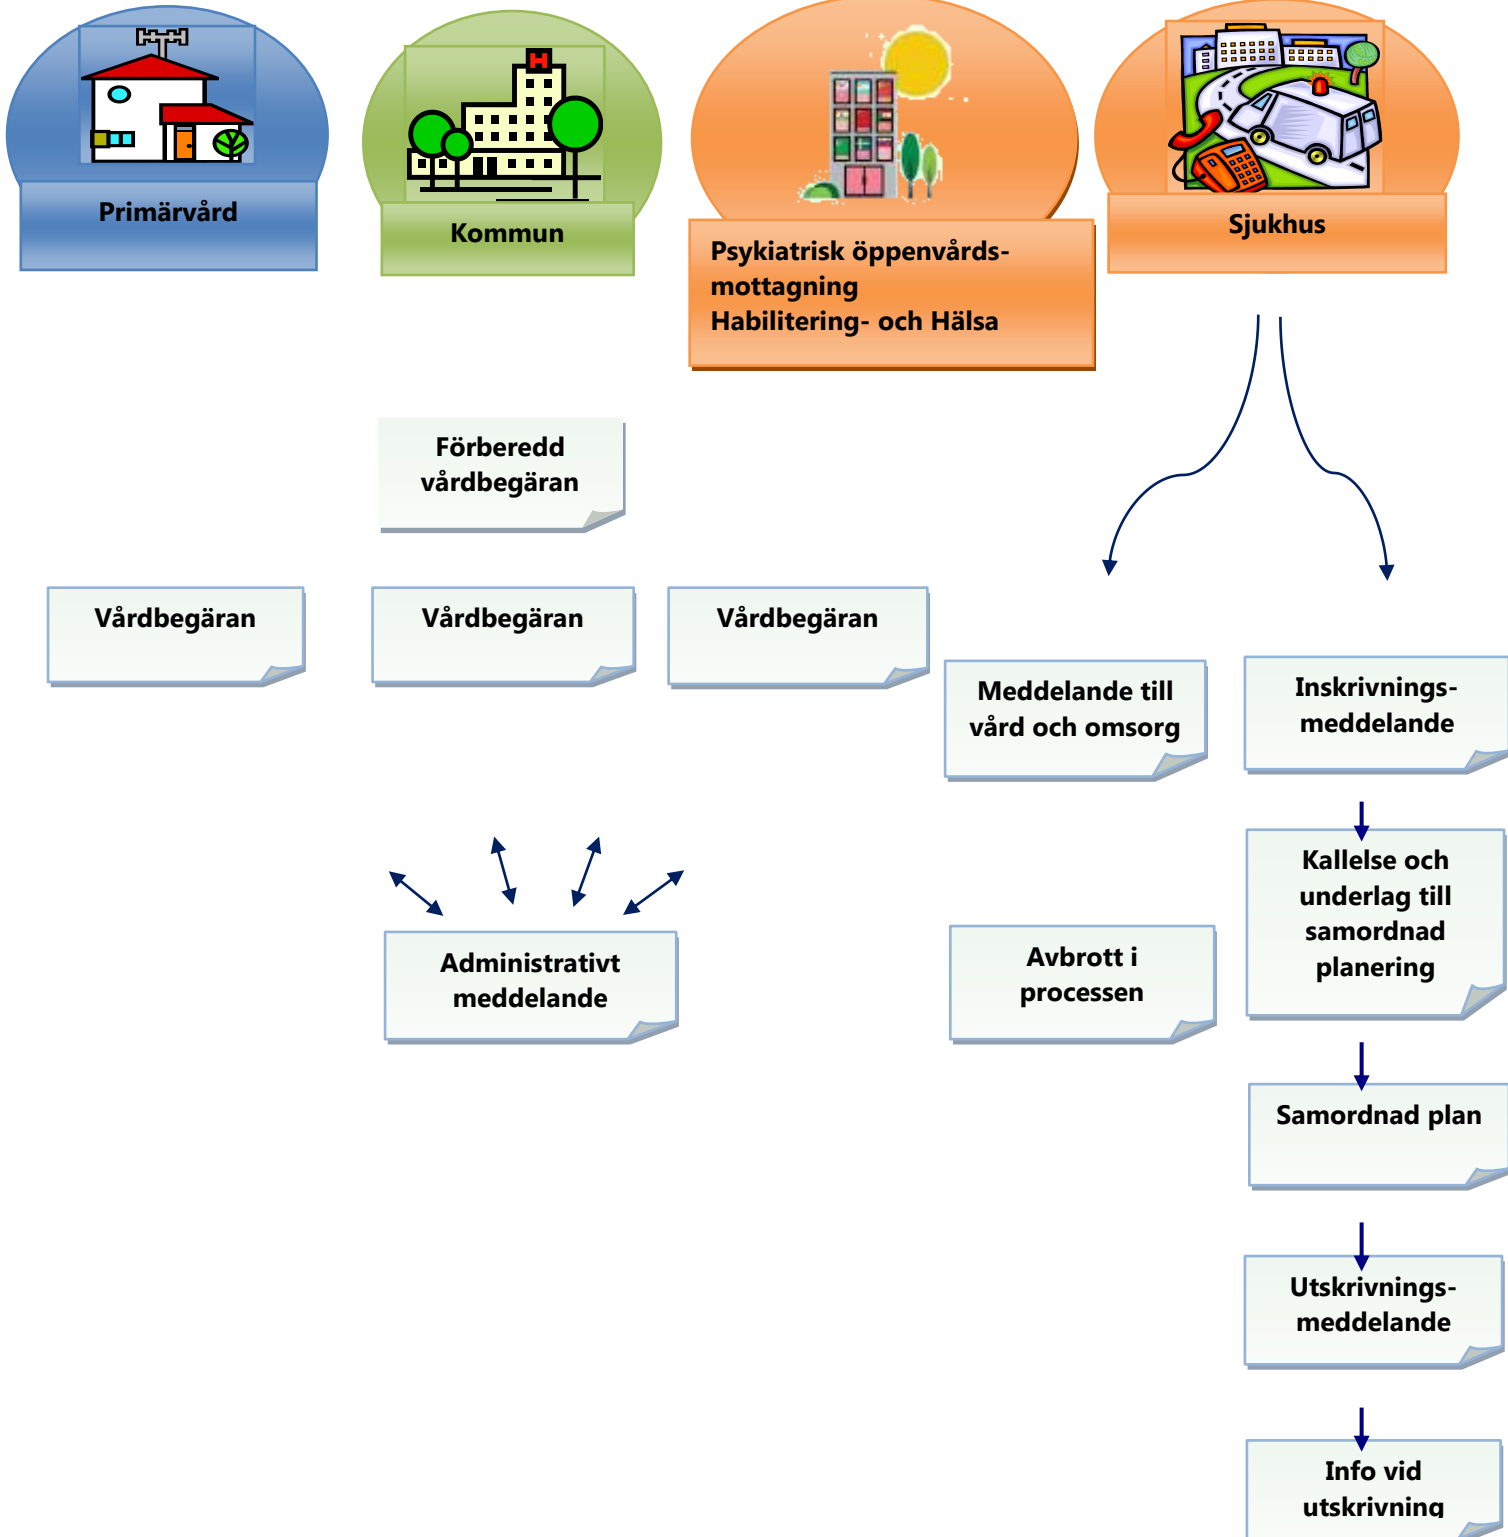 Primärvård
Kommun
Psykiatrisk öppenvårds-
mottagning
Habilitering- och Hälsa
Sjukhus
H
Förberedd
vårdbegäran
Vårdbegäran
Vårdbegäran
Vårdbegäran
Meddelande till
vård och omsorg
Inskrivnings-
meddelande
Administrativt
meddelande
Avbrott i
processen
Kallelse och
underlag till
samordnad
planering
Samordnad plan
Utskrivnings-
meddelande
Info vid
utskrivning